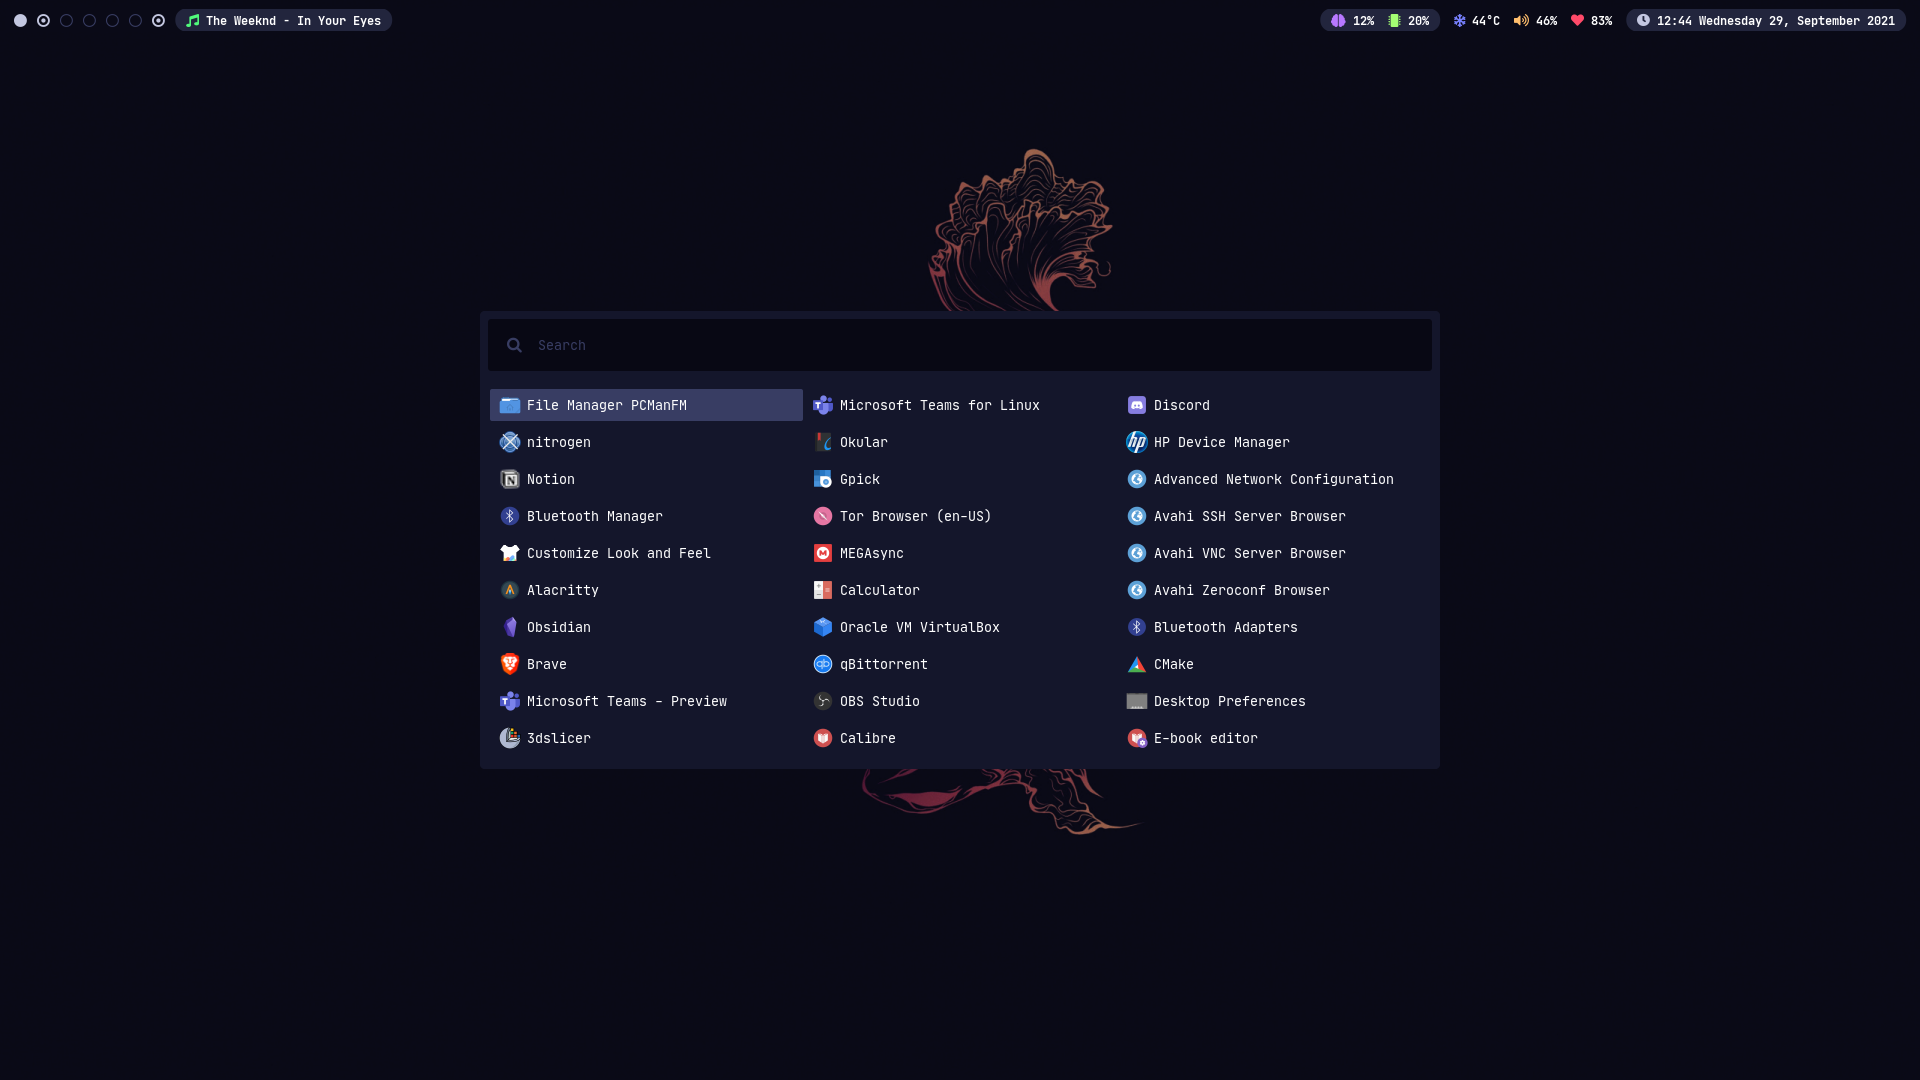 The Weeknd - In Your Eyes
12% 20% 44°C 46% 83% 12:44 Wednesday 29, September 2021
Search
File Manager PCManFM
nitrogen
Notion
Bluetooth Manager
Customize Look and Feel
Alacritty
Obsidian
Brave
Microsoft Teams - Preview
3dslicer
Microsoft Teams for Linux
Okular
Gpick
Tor Browser (en-US)
MEGAsync
Calculator
Oracle VM VirtualBox
qBittorrent
OBS Studio
Calibre
Discord
HP Device Manager
Advanced Network Configuration
Avahi SSH Server Browser
Avahi VNC Server Browser
Avahi Zeroconf Browser
Bluetooth Adapters
CMake
Desktop Preferences
E-book editor